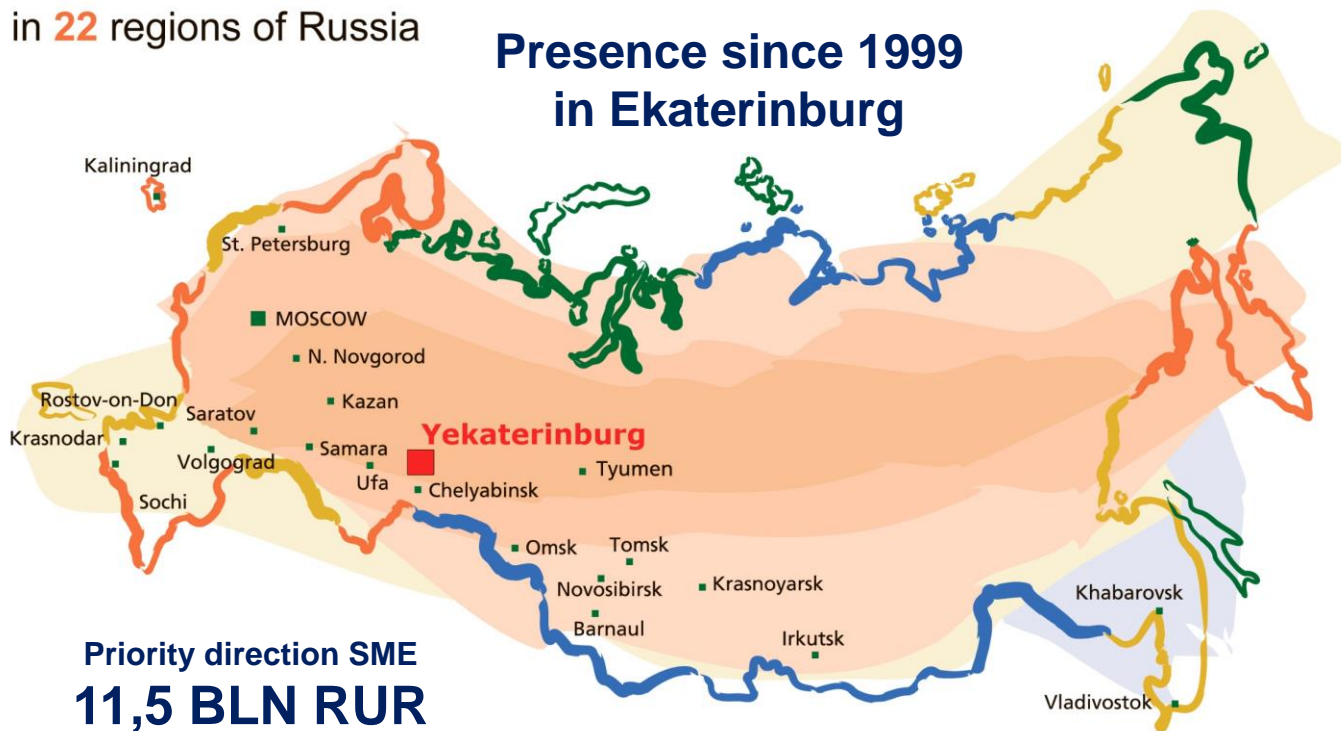 in 22 regions of Russia
Presence since 1999
in Ekaterinburg
Kaliningrad
St. Petersburg
MOSCOW
N. Novgorod
Kazan
Rostov-on-Don
Saratov
Krasnodar
Volgograd
Samara
Yekaterinburg
Ufa
Chelyabinsk
Tyumen
Sochi
Omsk
Tomsk
Novosibirsk
Krasnoyarsk
Barnaul
Irkutsk
Khabarovsk
Vladivostok
Priority direction SME
11,5 BLN RUR